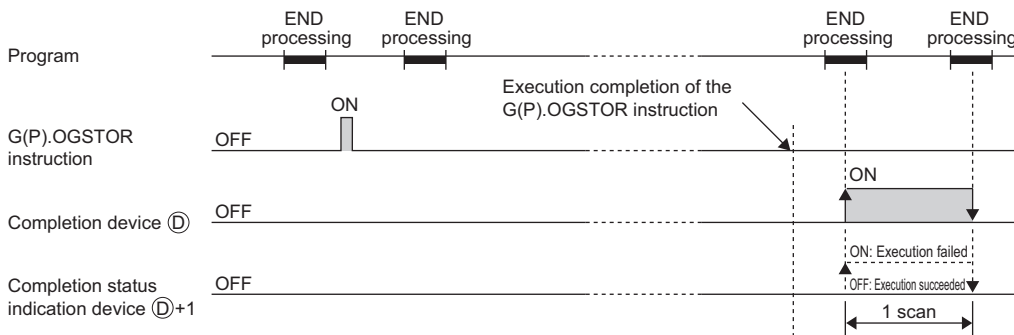 END
processing
END
processing
END
processing
END
processing
Program
Execution completion of the
G(P).OGSTOR instruction
ON
G(P).OGSTOR
instruction
OFF
ON
Completion device Ⓓ
OFF
ON: Execution failed
Completion status
indication device Ⓓ+1
OFF
OFF: Execution succeeded
1 scan